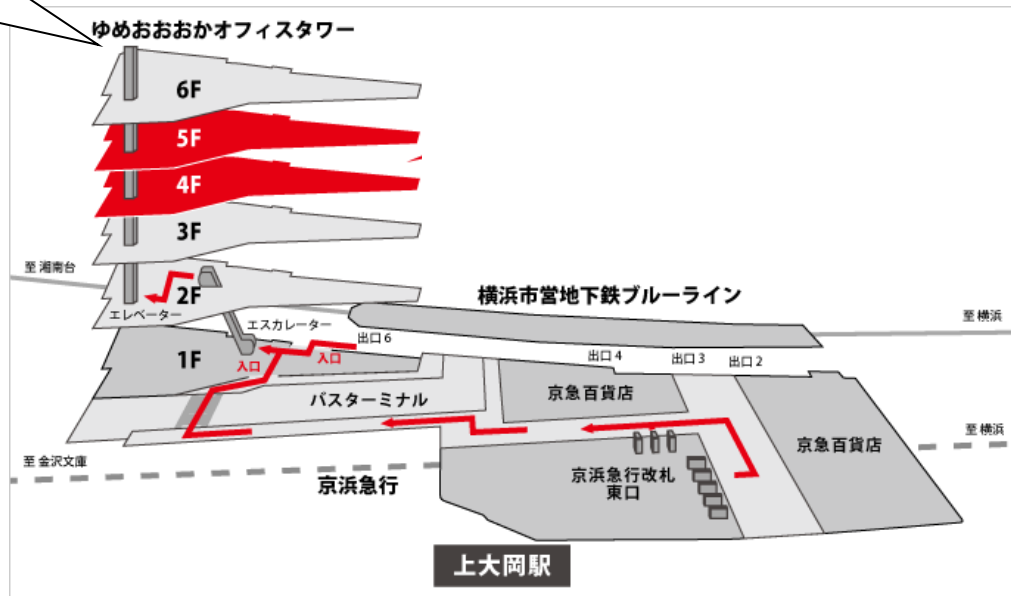 ゆめおおおかオフィスタワー
6F
5F
4F
3F
至 湘南台
2F
横浜市営地下鉄ブルーライン
エレベーター
エスカレーター
至 横浜
出口 6
1F
入口
入口
出口 4
出口 3
出口 2
バスターミナル
京急百貨店
京急百貨店
至 横浜
至 金沢文庫
京浜急行
京浜急行改札
東口
上大岡駅